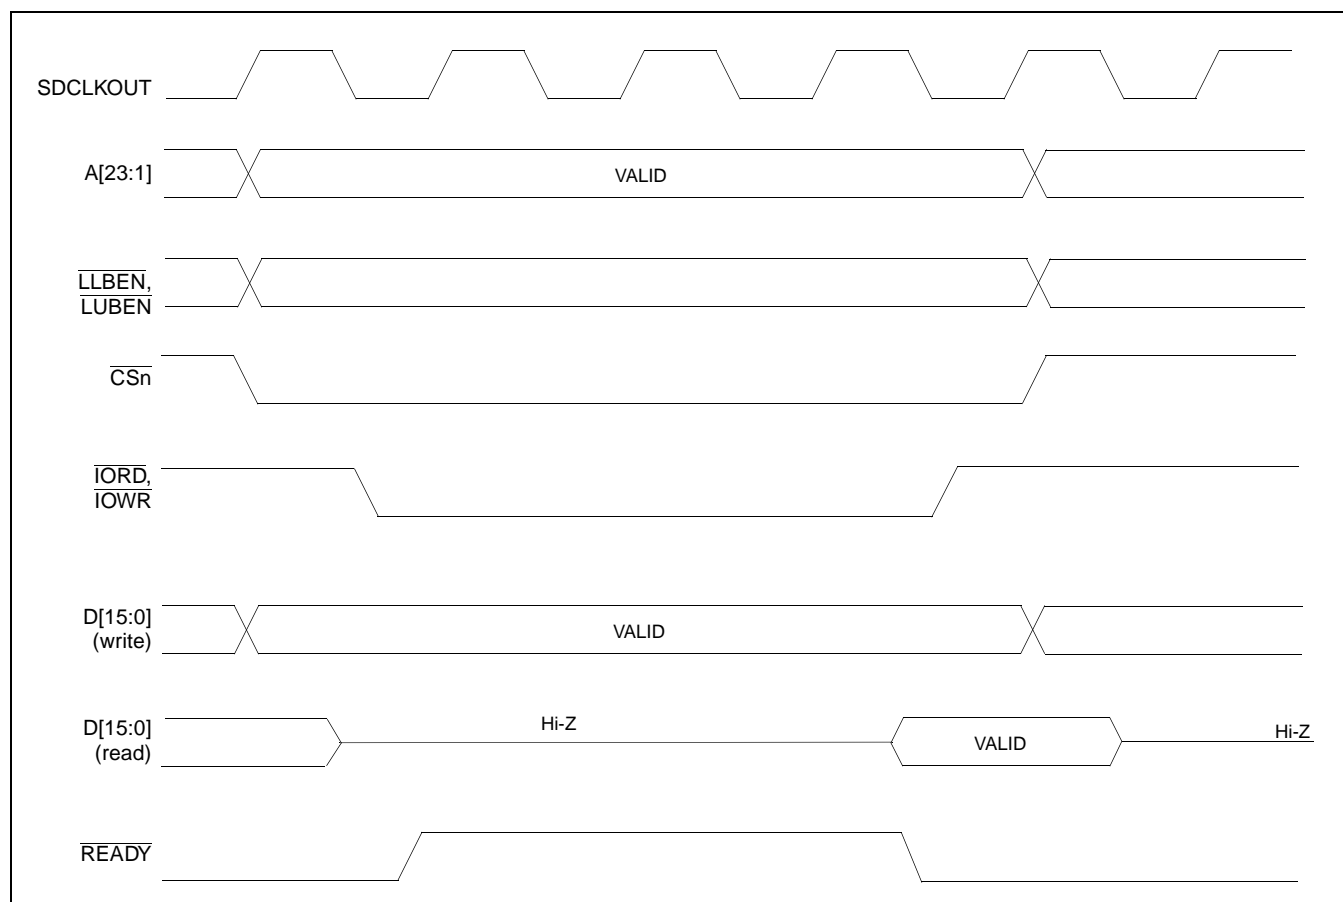 SDCLKOUT
A[23:1]
VALID
LLBEN,
LUBEN
CSn
IORD,
IOWR
D[15:0]
(write)
VALID
D[15:0]
(read)
Hi-Z
VALID
Hi-Z
READY